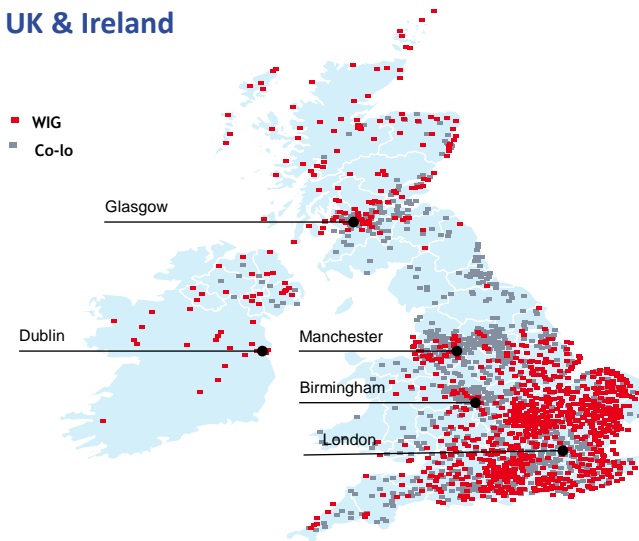 UK & Ireland
WIG
Co-lo
Glasgow
Dublin
Manchester
Birmingham
London